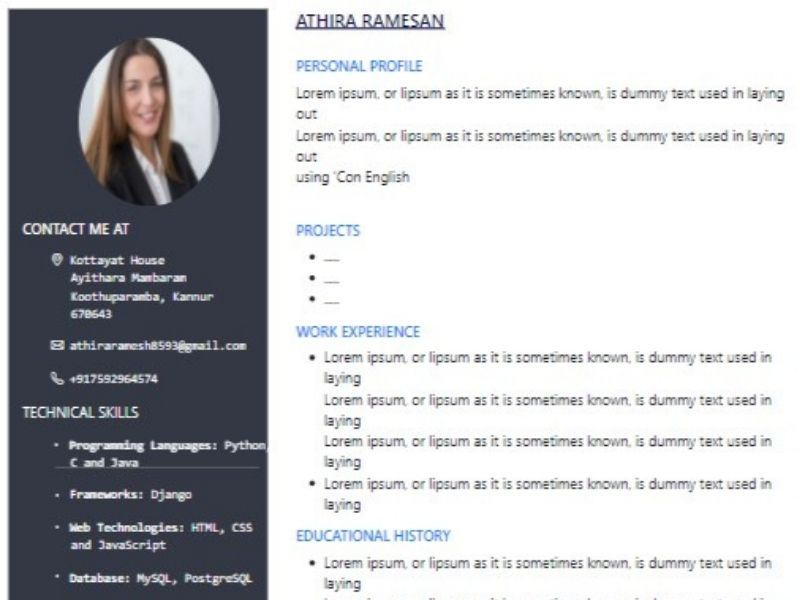 ATHIRA RAMESAN
PERSONAL PROFILE
Lorem ipsum, or lipsum as it is sometimes known, is dummy text used in laying
out
Lorem ipsum, or lipsum as it is sometimes known, is dummy text used in laying
out
using 'Con English
PROJECTS
WORK EXPERIENCE
Lorem ipsum, or lipsum as it is sometimes known, is dummy text used in
laying
Lorem ipsum, or lipsum as it is sometimes known, is dummy text used in
laying
Lorem ipsum, or lipsum as it is sometimes known, is dummy text used in
laying
Lorem ipsum, or lipsum as it is sometimes known, is dummy text used in
laying
EDUCATIONAL HISTORY
Lorem ipsum, or lipsum as it is sometimes known, is dummy text used in
laying
CONTACT ME AT
Kottayat House
Ayithara Mambaram
Koothuparamba, Kannur
670643
athiraramesh8593@gmail.com
+917592964574
TECHNICAL SKILLS
Programming Languages: Python,
C and Java
Frameworks: Django
Web Technologies: HTML, CSS
and JavaScript
Database: MySQL, PostgreSQL